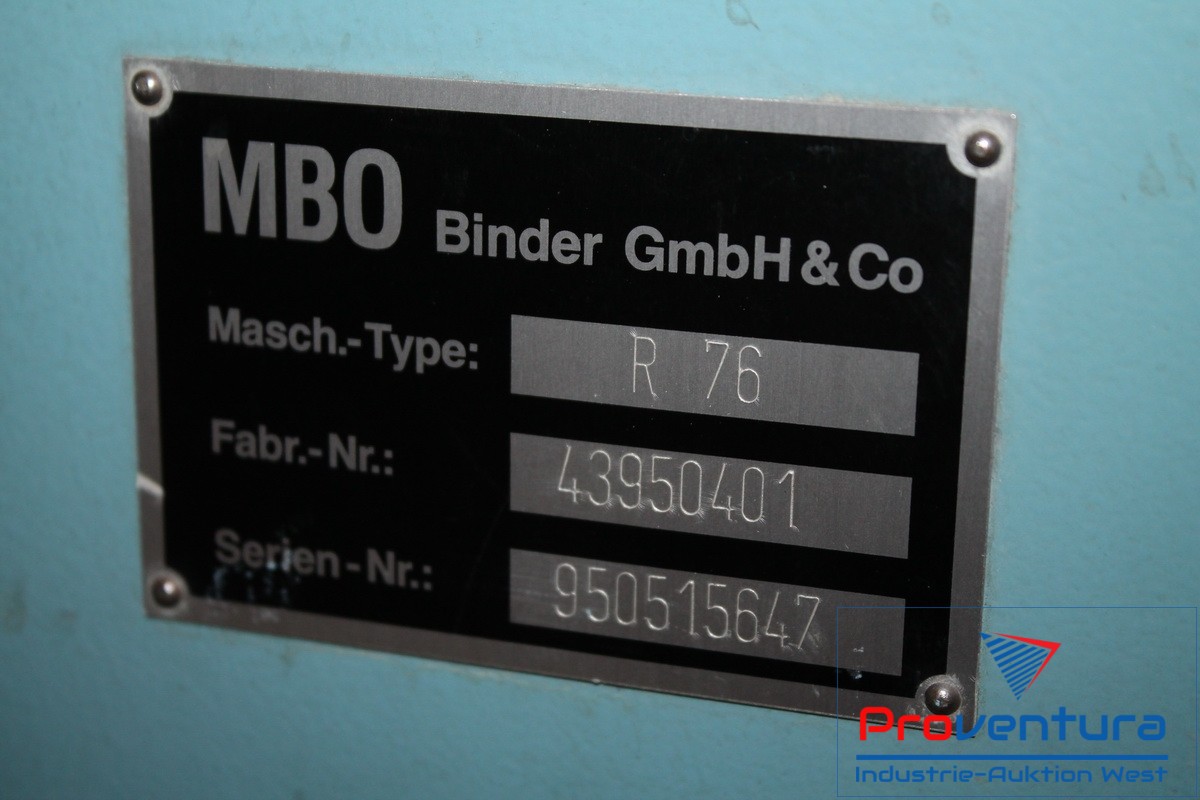 MBO Binder GmbH & Co
Masch.-Type: R 76
Fabr.-Nr.: 43950401
Serien-Nr.: 950515647
Proventura
Industrie-Auktion West